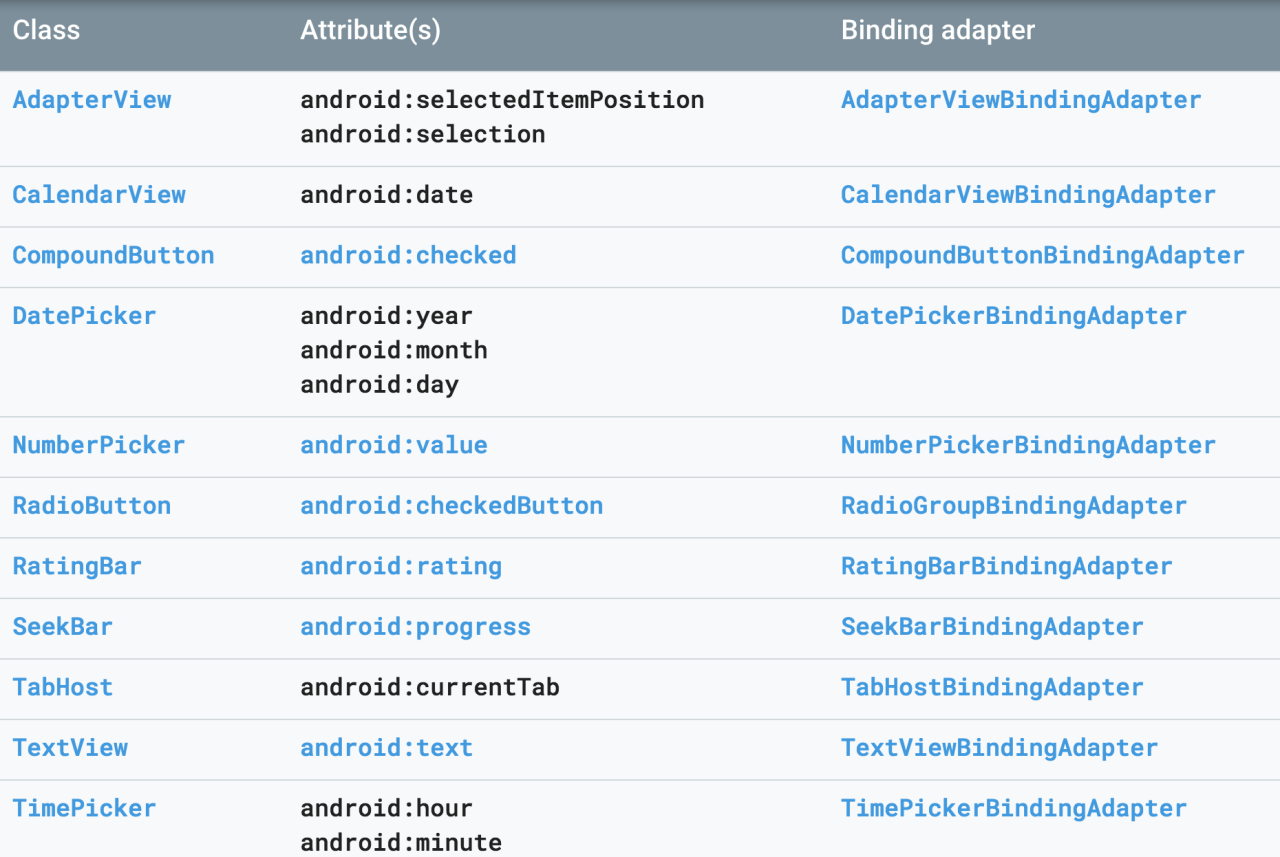 Class Attribute(s) Binding adapter
AdapterView android:selectedItemPosition AdapterViewBindingAdapter
android:selection
CalendarView android:date CalendarViewBindingAdapter
CompoundButton android:checked CompoundButtonBindingAdapter
DatePicker android:year DatePickerBindingAdapter
android:month
android:day
NumberPicker android:value NumberPickerBindingAdapter
RadioButton android:checkedButton RadioGroupBindingAdapter
RatingBar android:rating RatingBarBindingAdapter
SeekBar android:progress SeekBarBindingAdapter
TabHost android:currentTab TabHostBindingAdapter
TextView android:text TextViewBindingAdapter
TimePicker android:hour TimePickerBindingAdapter
android:minute